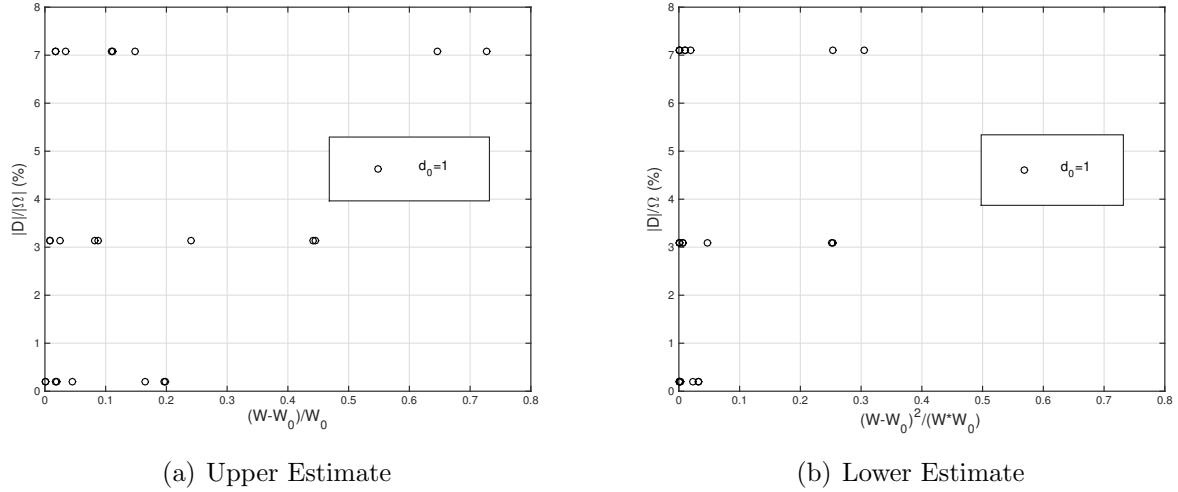 8
7
6
5
4
3
2
1
0
|D|/|Ω| (%)
d₀=1
0 0.1 0.2 0.3 0.4 0.5 0.6 0.7 0.8
(W-W₀)/W₀
(a) Upper Estimate
8
7
6
5
4
3
2
1
0
|D|/Ω (%)
d₀=1
0 0.1 0.2 0.3 0.4 0.5 0.6 0.7 0.8
(W-W₀)²/(W*W₀)
(b) Lower Estimate